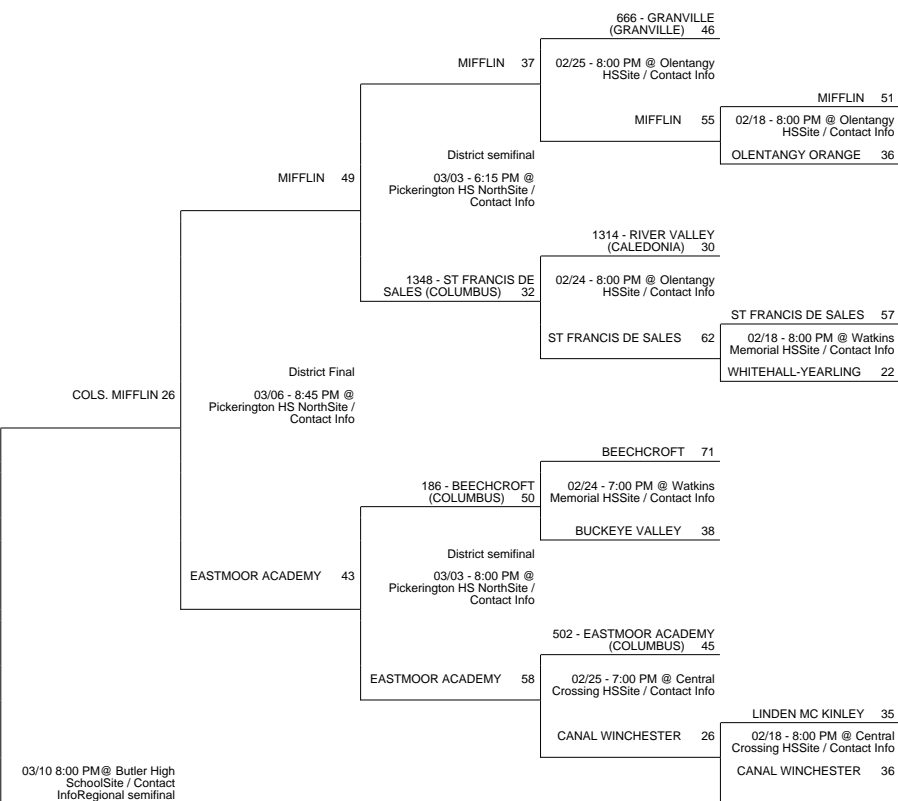 666 - GRANVILLE
(GRANVILLE) 46
MIFFLIN 37
02/25 - 8:00 PM @ Olentangy
HSSite / Contact Info
MIFFLIN 51
MIFFLIN 55
02/18 - 8:00 PM @ Olentangy
HSSite / Contact Info
OLENTANGY ORANGE 36
District semifinal
MIFFLIN 49
03/03 - 6:15 PM @
Pickerington HS NorthSite /
Contact Info
1314 - RIVER VALLEY
(CALEDONIA) 30
1348 - ST FRANCIS DE
SALES (COLUMBUS) 32
02/24 - 8:00 PM @ Olentangy
HSSite / Contact Info
ST FRANCIS DE SALES 57
ST FRANCIS DE SALES 62
02/18 - 8:00 PM @ Watkins
Memorial HSSite / Contact Info
WHITEHALL-YEARLING 22
District Final
COLS. MIFFLIN 26
03/06 - 8:45 PM @
Pickerington HS NorthSite /
Contact Info
BEECHCROFT 71
186 - BEECHCROFT
(COLUMBUS) 50
02/24 - 7:00 PM @ Watkins
Memorial HSSite / Contact Info
BUCKEYE VALLEY 38
District semifinal
EASTMOOR ACADEMY 43
03/03 - 8:00 PM @
Pickerington HS NorthSite /
Contact Info
502 - EASTMOOR ACADEMY
(COLUMBUS) 45
EASTMOOR ACADEMY 58
02/25 - 7:00 PM @ Central
Crossing HSSite / Contact Info
LINDEN MC KINLEY 35
CANAL WINCHESTER 26
02/18 - 8:00 PM @ Central
Crossing HSSite / Contact Info
CANAL WINCHESTER 36
03/10 8:00 PM@ Butler High
SchoolSite / Contact
InfoRegional semifinal